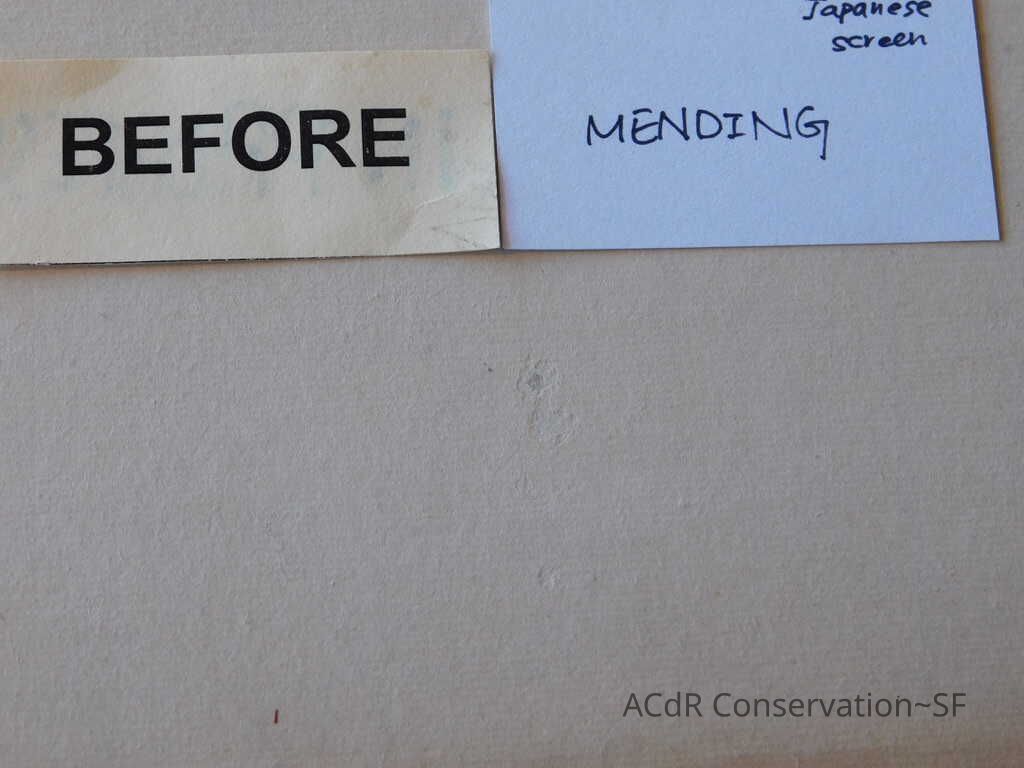 Japanese
screen
BEFORE
MENDING
ACdR Conservation~SF